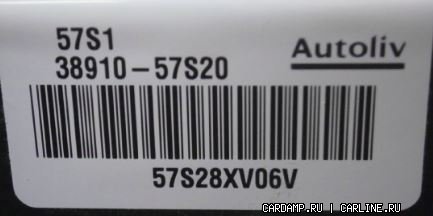 57S1
38910-57S20
Autoliv
57S28XV06V
CARDAMP.RU | CARLINE.RU